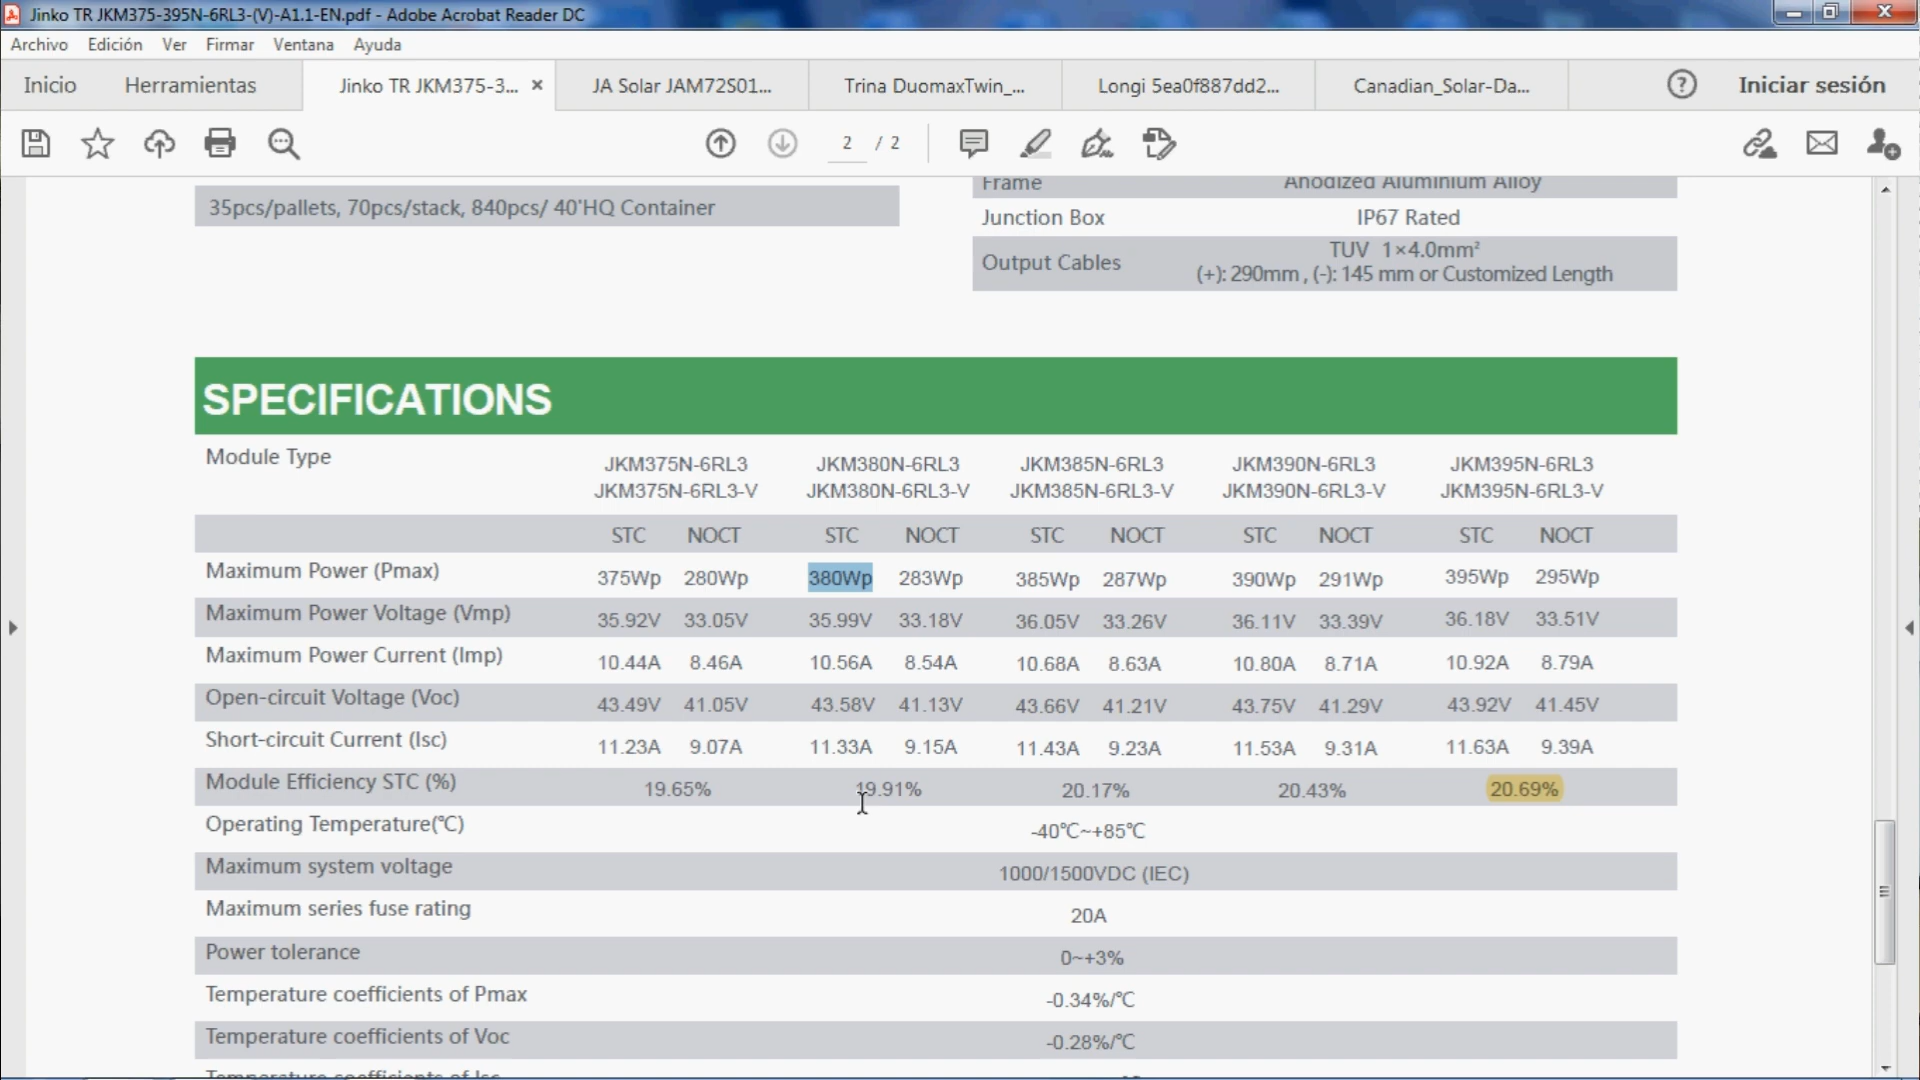 Jinko TR JKM375-395N-6RL3-(V)-A1.1-EN.pdf - Adobe Acrobat Reader DC
Archivo Edición Ver Firmar Ventana Ayuda
Inicio Herramientas Jinko TR JKM375-3... × JA Solar JAM72S01... Trina DuomaxTwin_... Longi 5ea0f887dd2... Canadian_Solar-Da... ? Iniciar sesión
2 / 2
Frame Anodized Aluminium Alloy
35pcs/pallets, 70pcs/stack, 840pcs/ 40'HQ Container
Junction Box IP67 Rated
Output Cables TUV 1×4.0mm²
(+): 290mm , (-): 145 mm or Customized Length
SPECIFICATIONS
Module Type JKM375N-6RL3 JKM380N-6RL3 JKM385N-6RL3 JKM390N-6RL3 JKM395N-6RL3
JKM375N-6RL3-V JKM380N-6RL3-V JKM385N-6RL3-V JKM390N-6RL3-V JKM395N-6RL3-V
STC NOCT STC NOCT STC NOCT STC NOCT STC NOCT
Maximum Power (Pmax) 375Wp 280Wp 380Wp 283Wp 385Wp 287Wp 390Wp 291Wp 395Wp 295Wp
Maximum Power Voltage (Vmp) 35.92V 33.05V 35.99V 33.18V 36.05V 33.26V 36.11V 33.39V 36.18V 33.51V
Maximum Power Current (Imp) 10.44A 8.46A 10.56A 8.54A 10.68A 8.63A 10.80A 8.71A 10.92A 8.79A
Open-circuit Voltage (Voc) 43.49V 41.05V 43.58V 41.13V 43.66V 41.21V 43.75V 41.29V 43.92V 41.45V
Short-circuit Current (Isc) 11.23A 9.07A 11.33A 9.15A 11.43A 9.23A 11.53A 9.31A 11.63A 9.39A
Module Efficiency STC (%) 19.65% 19.91% 20.17% 20.43% 20.69%
Operating Temperature(℃) -40℃~+85℃
Maximum system voltage 1000/1500VDC (IEC)
Maximum series fuse rating 20A
Power tolerance 0~+3%
Temperature coefficients of Pmax -0.34%/℃
Temperature coefficients of Voc -0.28%/℃
Temperature coefficients of Isc